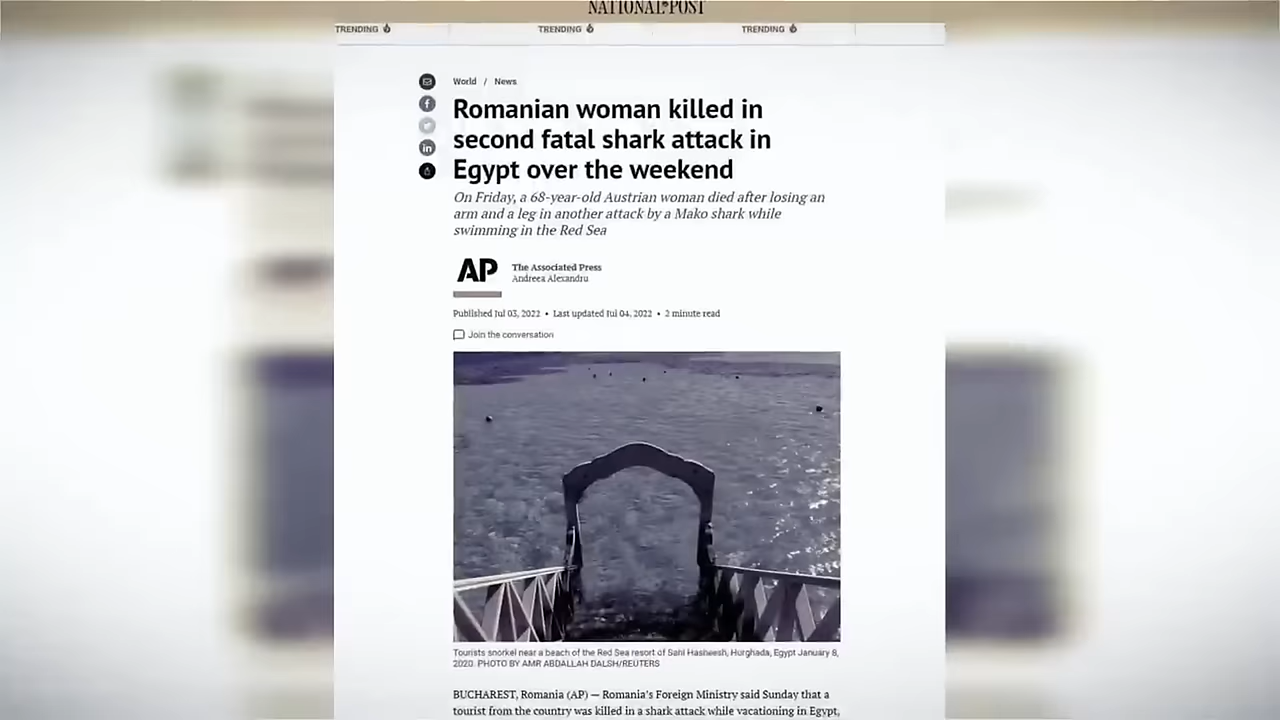 NATIONAL POST
TRENDING TRENDING TRENDING
World / News
Romanian woman killed in
second fatal shark attack in
Egypt over the weekend
On Friday, a 68-year-old Austrian woman died after losing an
arm and a leg in another attack by a Mako shark while
swimming in the Red Sea
AP
The Associated Press
Andreea Alexandru
Published Jul 03, 2022 • Last updated Jul 04, 2022 • 2 minute read
Join the conversation
Tourists snorkel near a beach of the Red Sea resort of Sahl Hasheesh, Hurghada, Egypt January 8,
2020. PHOTO BY AMR ABDALLAH DALSH/REUTERS
BUCHAREST, Romania (AP) — Romania's Foreign Ministry said Sunday that a
tourist from the country was killed in a shark attack while vacationing in Egypt,